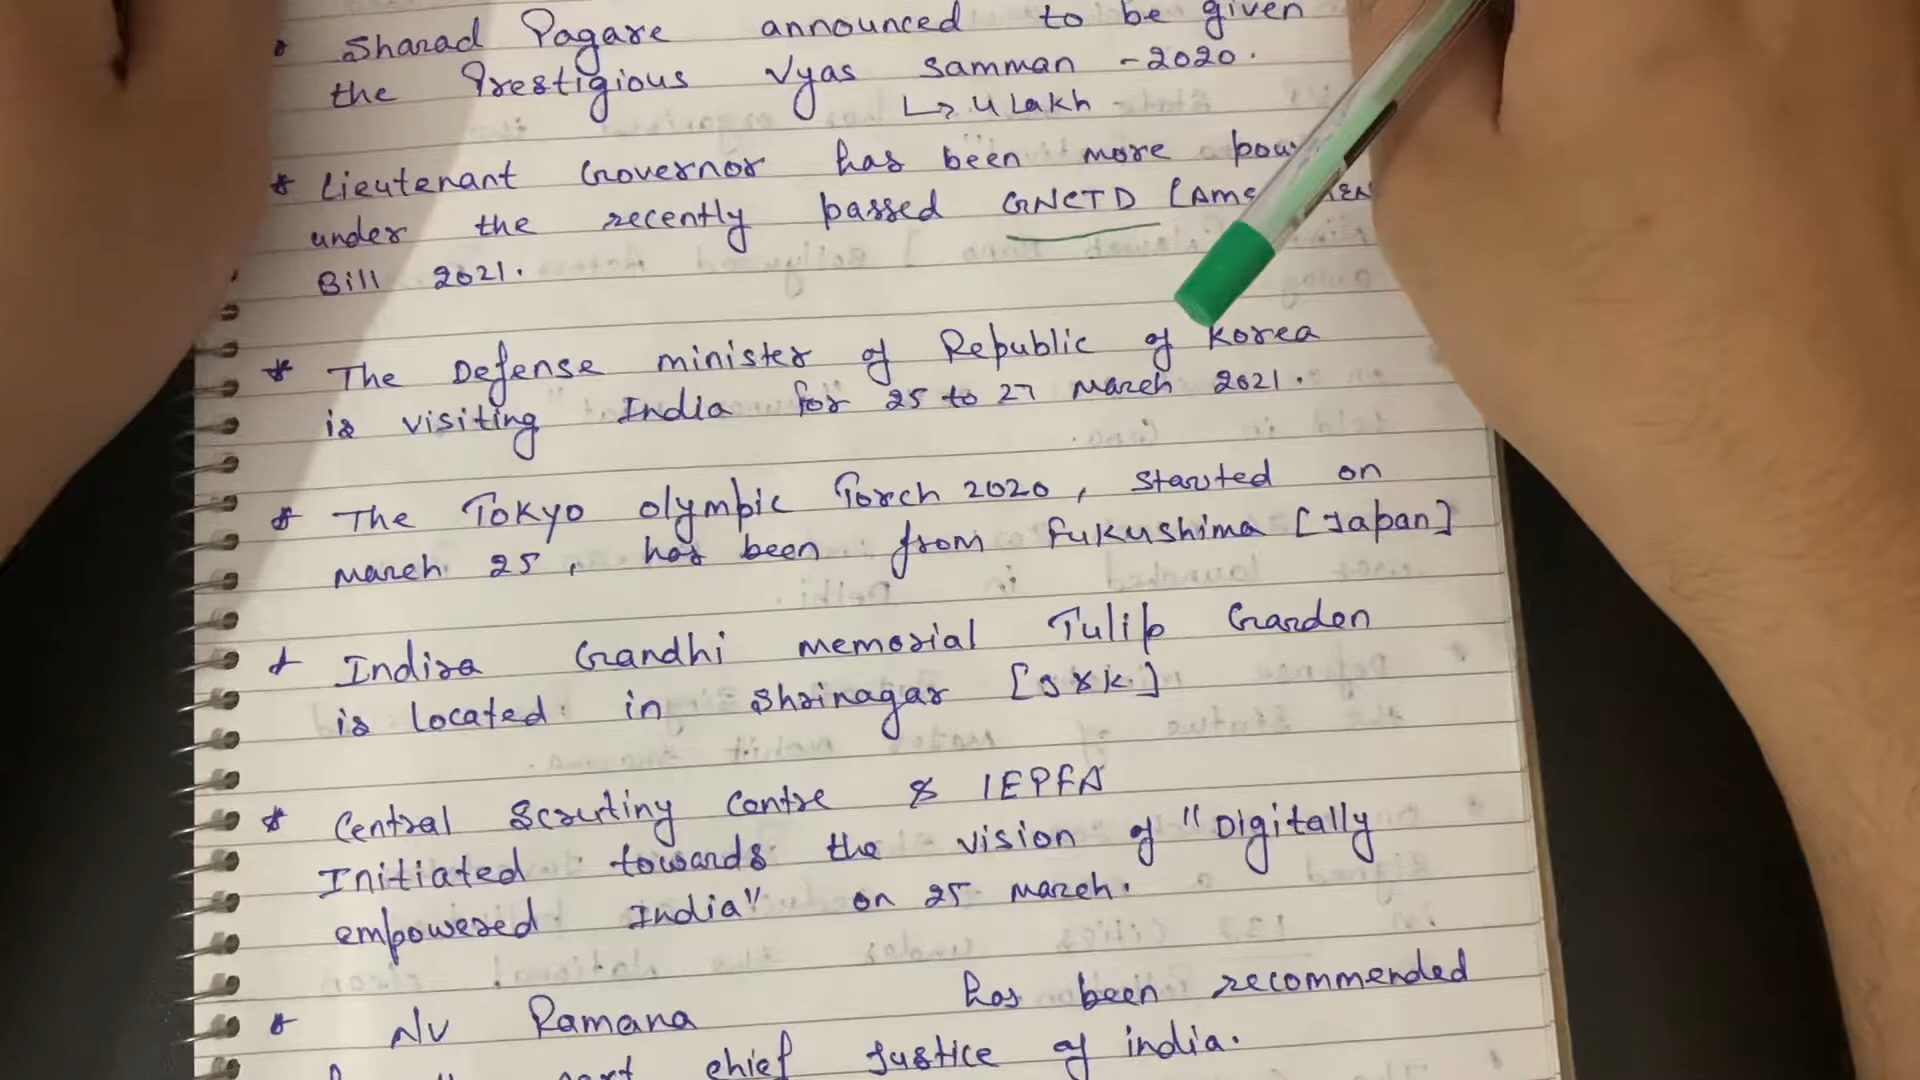 Sharad Pagare announced to be given
the Prestigious Vyas Samman - 2020.
↳ 4 Lakh
* Lieutenant Governor has been more
under the recently passed GNCTD
Bill 2021.
* The Defense minister of Republic of Korea
is visiting India for 25 to 27 march 2021.
* The Tokyo olympic Torch 2020, started on
march 25, has been from fukushima [Japan]
* Indira Gandhi memorial Tulip Garden
is located in Shrinagar [J&K]
* Central Scrutiny Centre & IEPFA
Initiated towards the vision of "Digitally
empowered India" on 25 march.
* NV Ramana has been recommended
chief Justice of india.